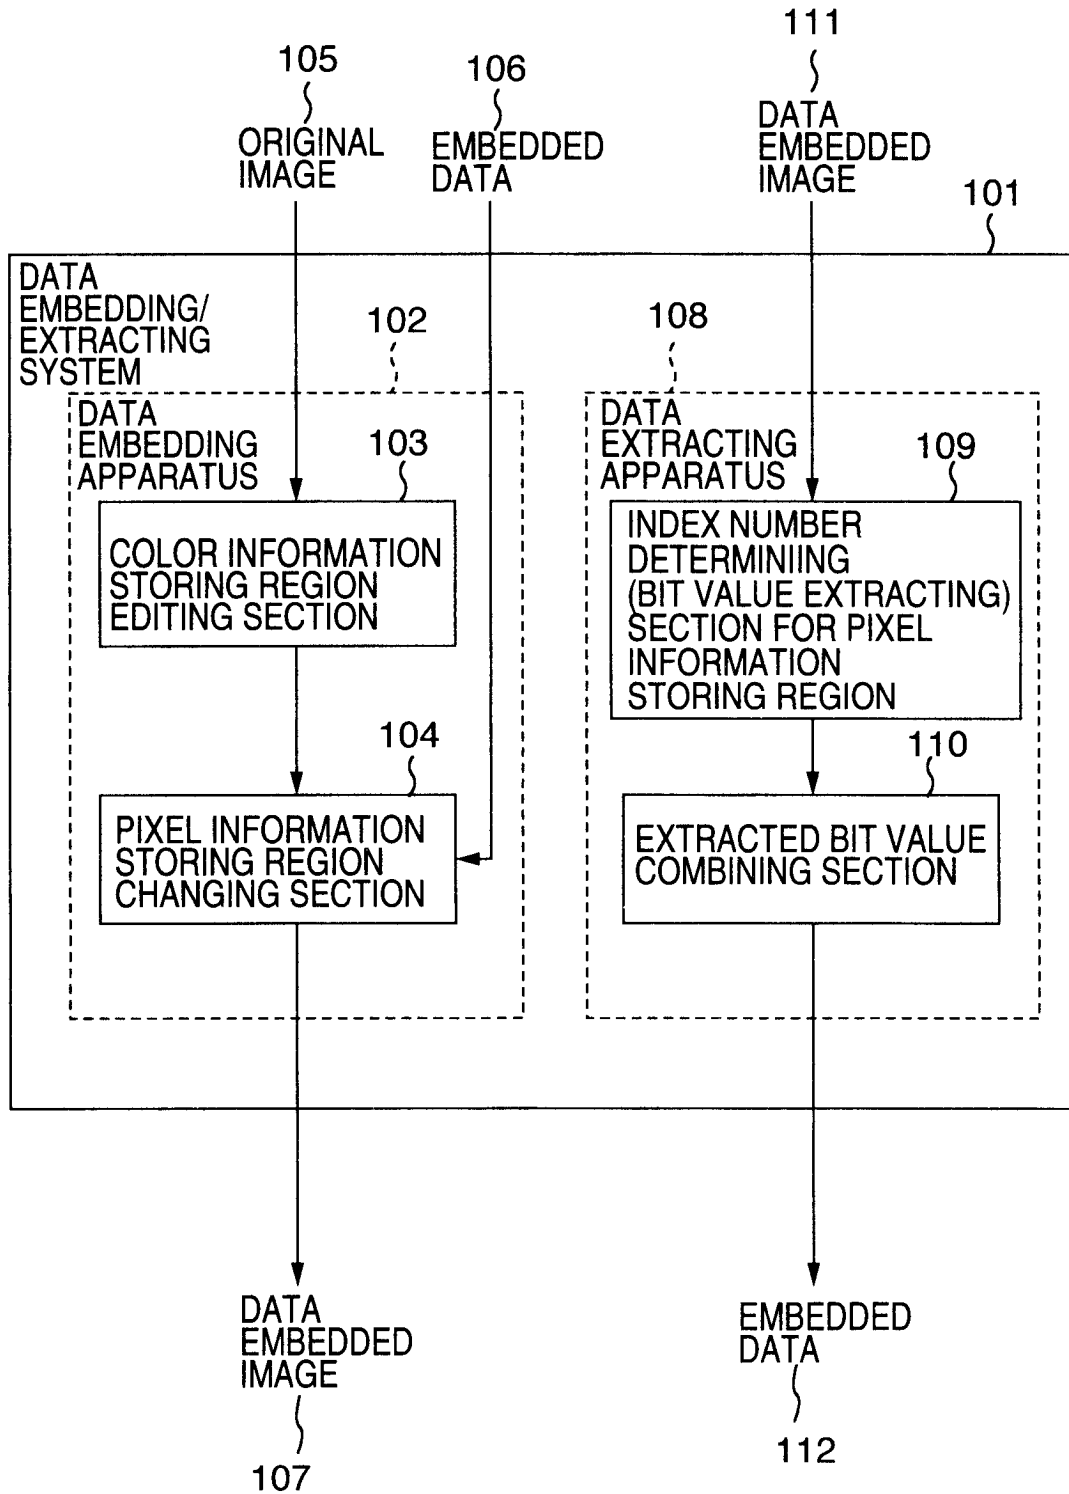 105
ORIGINAL
IMAGE
106
EMBEDDED
DATA
111
DATA
EMBEDDED
IMAGE
101
DATA
EMBEDDING/
EXTRACTING
SYSTEM
102
DATA
EMBEDDING
APPARATUS
103
COLOR INFORMATION
STORING REGION
EDITING SECTION
104
PIXEL INFORMATION
STORING REGION
CHANGING SECTION
108
DATA
EXTRACTING
APPARATUS
109
INDEX NUMBER
DETERMINIING
(BIT VALUE EXTRACTING)
SECTION FOR PIXEL
INFORMATION
STORING REGION
110
EXTRACTED BIT VALUE
COMBINING SECTION
DATA
EMBEDDED
IMAGE
107
EMBEDDED
DATA
112